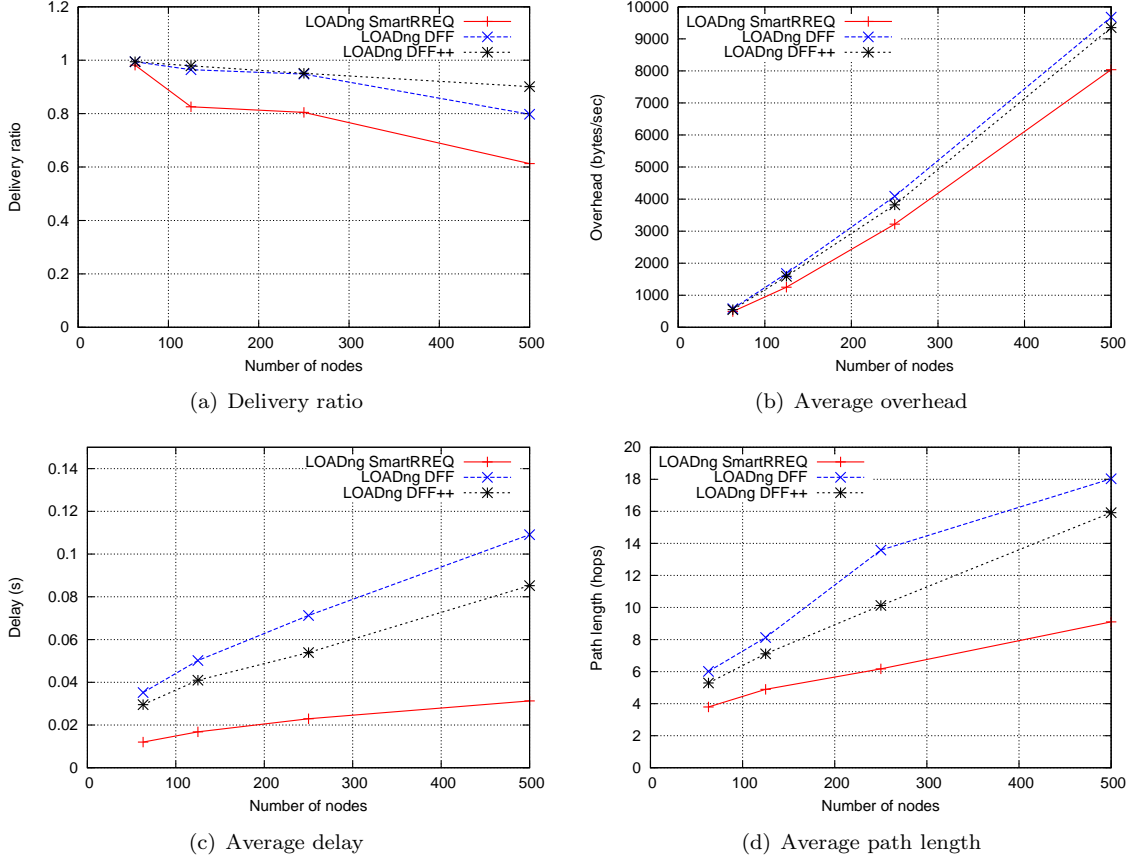 1.2
1
0.8
0.6
0.4
0.2
0
Delivery ratio
LOADng SmartRREQ
LOADng DFF
LOADng DFF++
0 100 200 300 400 500
Number of nodes
(a) Delivery ratio
10000
9000
8000
7000
6000
5000
4000
3000
2000
1000
0
Overhead (bytes/sec)
LOADng SmartRREQ
LOADng DFF
LOADng DFF++
0 100 200 300 400 500
Number of nodes
(b) Average overhead
0.14
0.12
0.1
0.08
0.06
0.04
0.02
0
Delay (s)
LOADng SmartRREQ
LOADng DFF
LOADng DFF++
0 100 200 300 400 500
Number of nodes
(c) Average delay
20
18
16
14
12
10
8
6
4
2
0
Path length (hops)
LOADng SmartRREQ
LOADng DFF
LOADng DFF++
0 100 200 300 400 500
Number of nodes
(d) Average path length